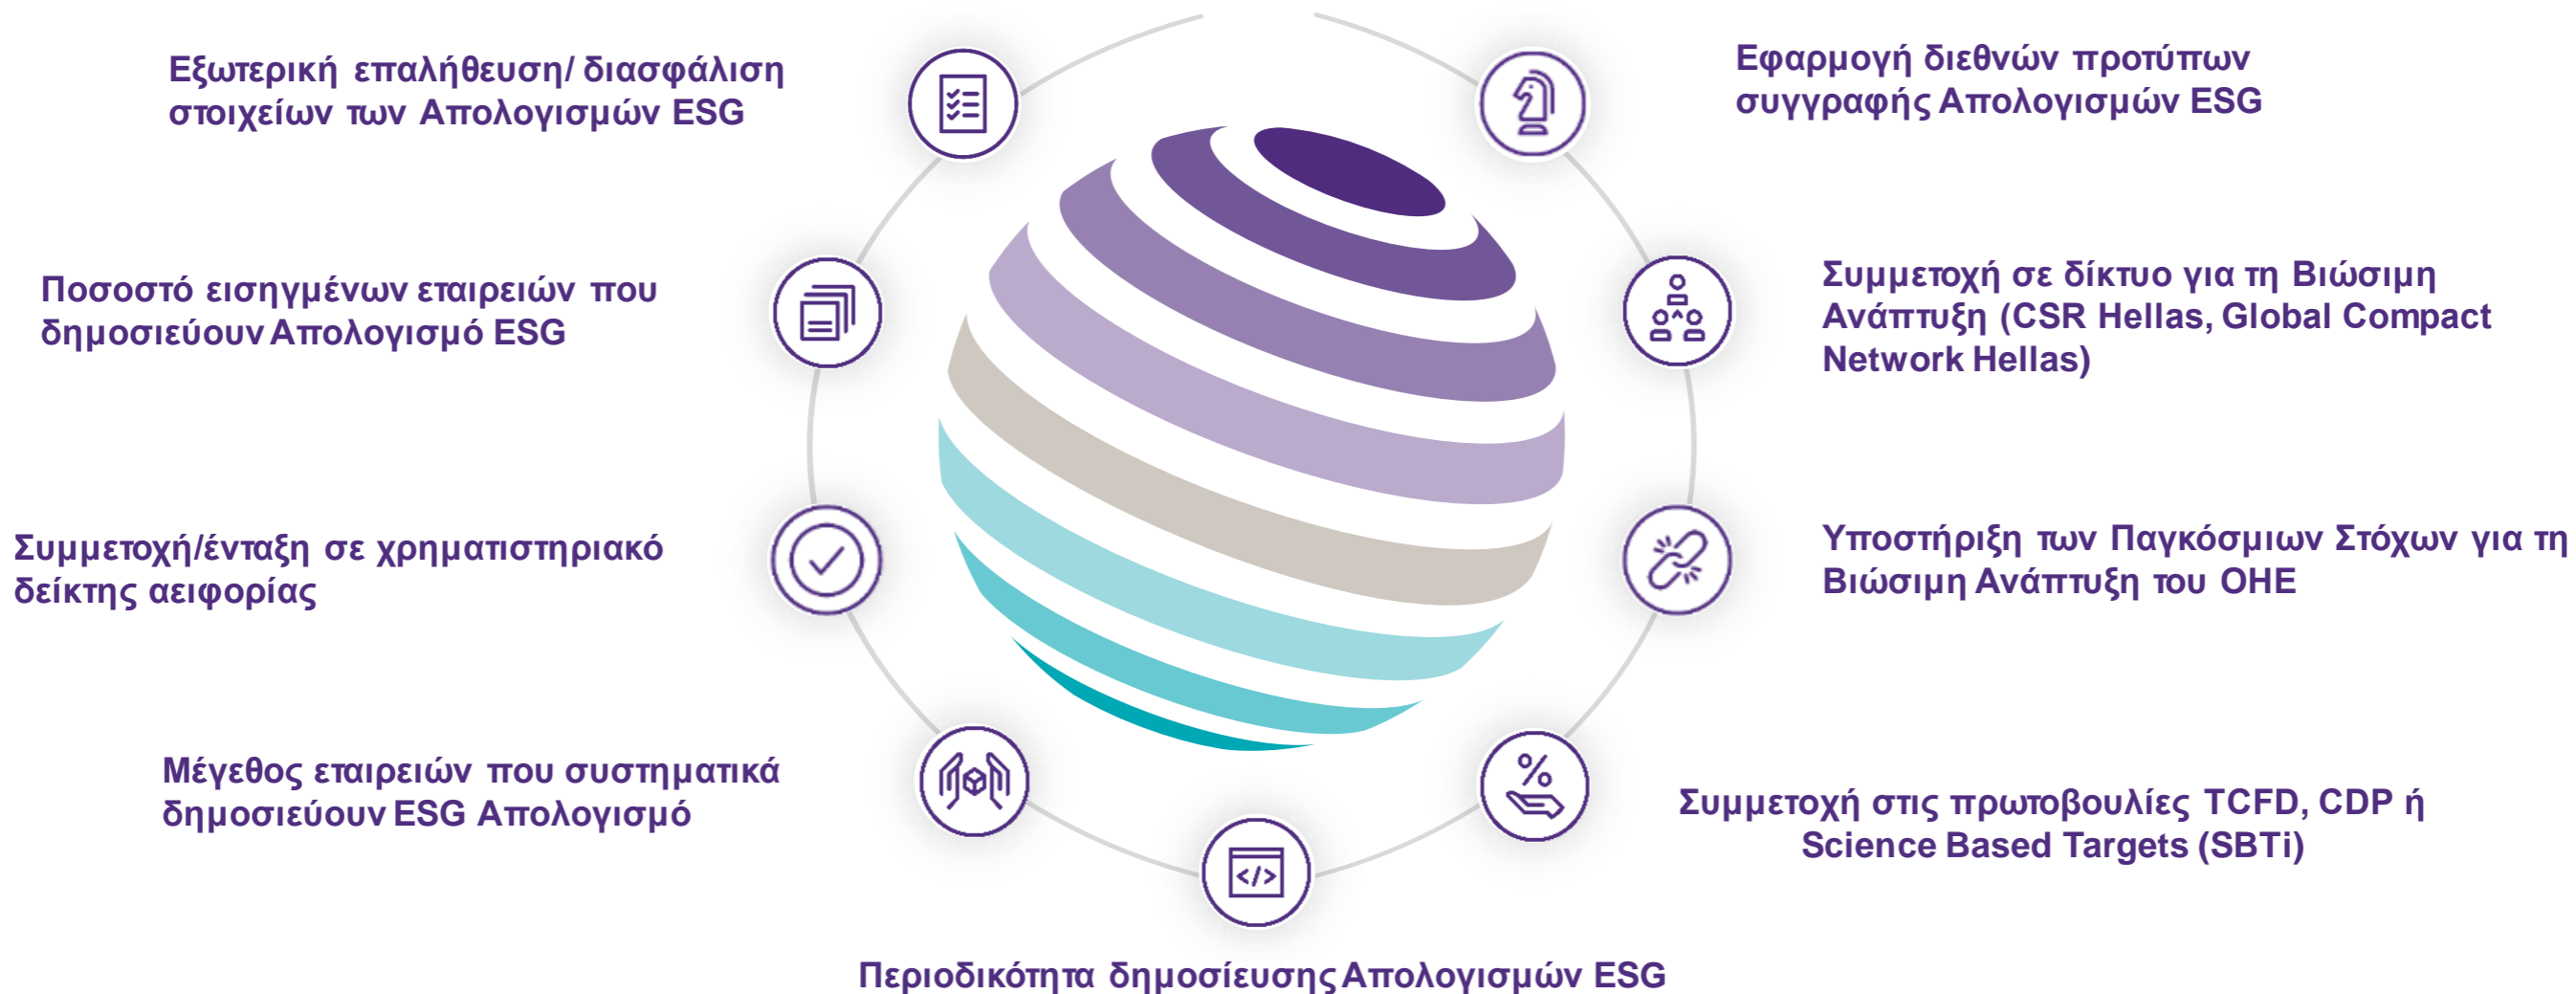 Εξωτερική επαλήθευση/ διασφάλιση
στοιχείων των Απολογισμών ESG
Ποσοστό εισηγμένων εταιρειών που
δημοσιεύουν Απολογισμό ESG
Συμμετοχή/ένταξη σε χρηματιστηριακό
δείκτης αειφορίας
Μέγεθος εταιρειών που συστηματικά
δημοσιεύουν ESG Απολογισμό
Περιοδικότητα δημοσίευσης Απολογισμών ESG
Εφαρμογή διεθνών προτύπων
συγγραφής Απολογισμών ESG
Συμμετοχή σε δίκτυο για τη Βιώσιμη
Ανάπτυξη (CSR Hellas, Global Compact
Network Hellas)
Υποστήριξη των Παγκόσμιων Στόχων για τη
Βιώσιμη Ανάπτυξη του ΟΗΕ
Συμμετοχή στις πρωτοβουλίες TCFD, CDP ή
Science Based Targets (SBTi)